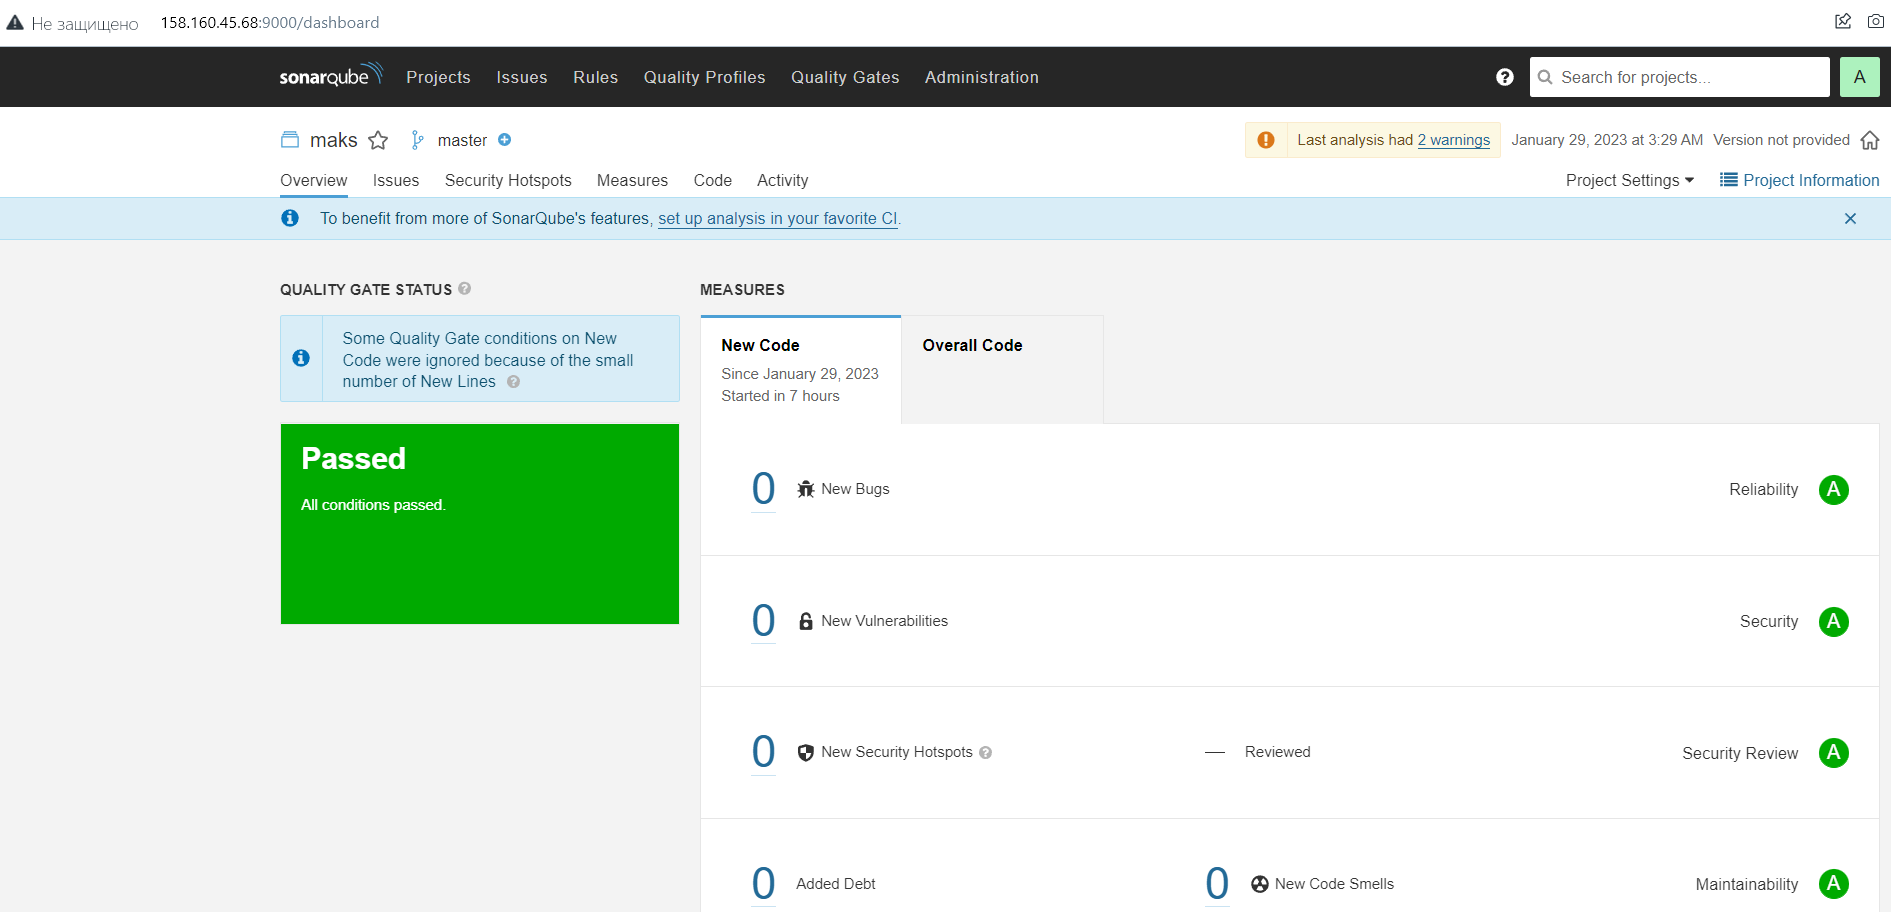 Не защищено 158.160.45.68:9000/dashboard
sonarqube Projects Issues Rules Quality Profiles Quality Gates Administration ? Search for projects... A
maks master Last analysis had 2 warnings January 29, 2023 at 3:29 AM Version not provided
Overview Issues Security Hotspots Measures Code Activity Project Settings Project Information
To benefit from more of SonarQube's features, set up analysis in your favorite CI.
QUALITY GATE STATUS ?
Some Quality Gate conditions on New
Code were ignored because of the small
number of New Lines ?
Passed
All conditions passed.
MEASURES
New Code
Since January 29, 2023
Started in 7 hours
Overall Code
0 New Bugs Reliability A
0 New Vulnerabilities Security A
0 New Security Hotspots ? — Reviewed Security Review A
0 Added Debt 0 New Code Smells Maintainability A